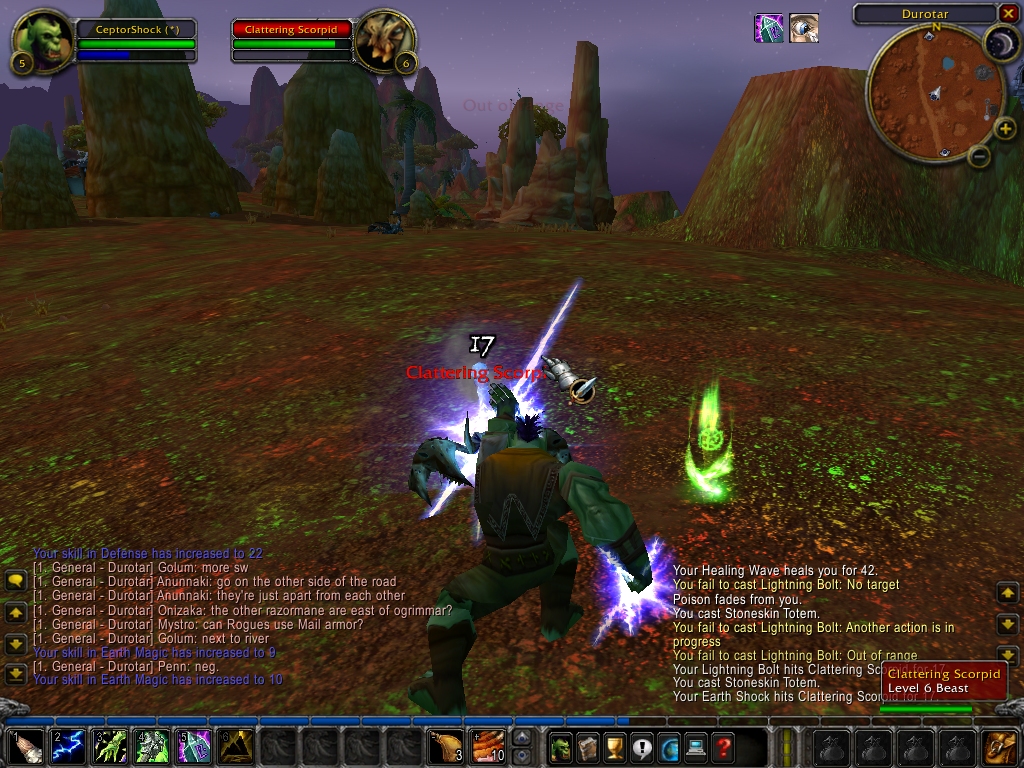 CeptorShock (*)
5
Clattering Scorpid
6
Durotar
N
Out of range
17
Clattering Scorpi
Your skill in Defense has increased to 22
[1. General - Durotar] Golum: more sw
[1. General - Durotar] Anunnaki: go on the other side of the road
[1. General - Durotar] Anunnaki: they're just apart from each other
[1. General - Durotar] Onizaka: the other razormane are east of ogrimmar?
[1. General - Durotar] Mystro: can Rogues use Mail armor?
[1. General - Durotar] Golum: next to river
Your skill in Earth Magic has increased to 9
[1. General - Durotar] Penn: neg.
Your skill in Earth Magic has increased to 10
Your Healing Wave heals you for 42.
You fail to cast Lightning Bolt: No target
Poison fades from you.
You cast Stoneskin Totem.
You fail to cast Lightning Bolt: Another action is in
progress
You fail to cast Lightning Bolt: Out of range
Your Lightning Bolt hits Clattering Scorpid for 17.
You cast Stoneskin Totem.
Your Earth Shock hits Clattering Scorpid for 17.
Clattering Scorpid
Level 6 Beast
1 2 3 4 5 6 3 10